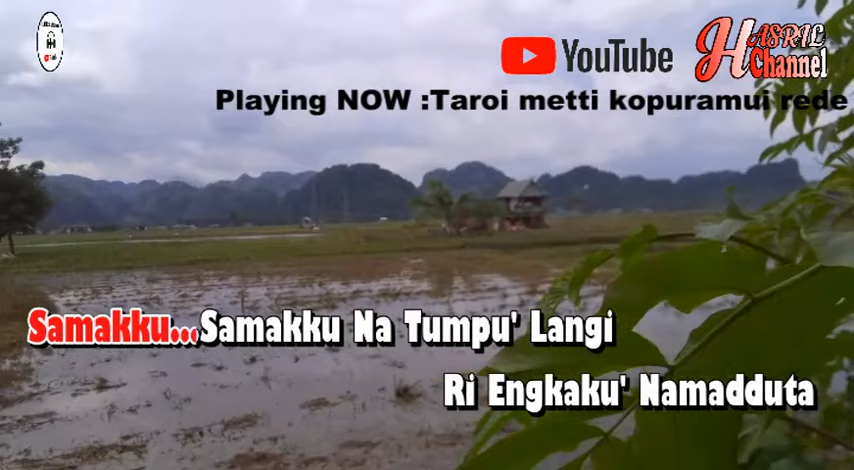 YouTube
HASRIL
Channel
Playing NOW :Taroi metti kopuramui rede
Samakku...Samakku Na Tumpu' Langi
Ri Engkaku' Namadduta